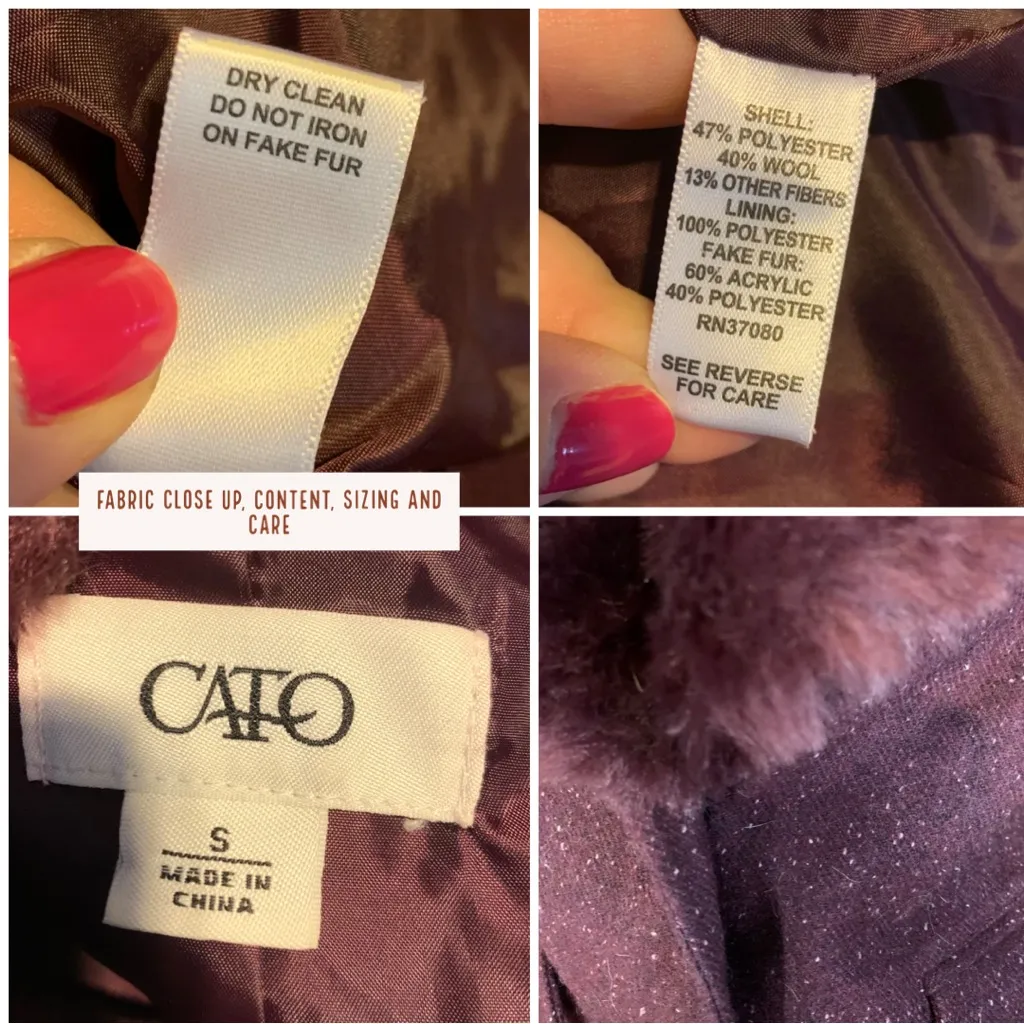 DRY CLEAN
DO NOT IRON
ON FAKE FUR
SHELL:
47% POLYESTER
40% WOOL
13% OTHER FIBERS
LINING:
100% POLYESTER
FAKE FUR:
60% ACRYLIC
40% POLYESTER
RN37080
SEE REVERSE
FOR CARE
FABRIC CLOSE UP, CONTENT, SIZING AND
CARE
CATO
S
MADE IN
CHINA